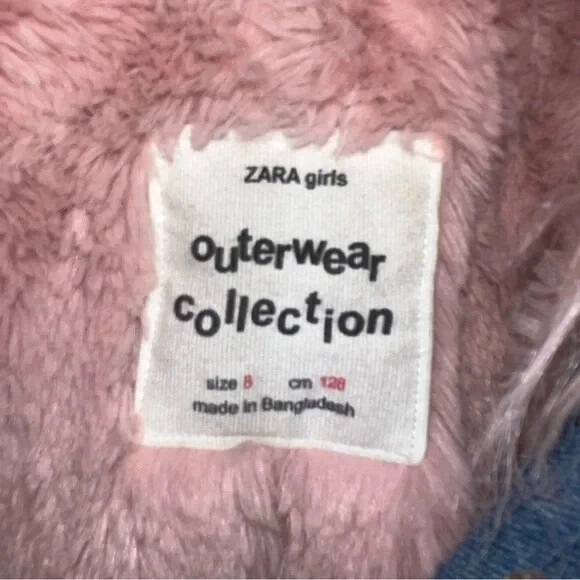 ZARA girls
outerwear
collection
size 8 cm 128
made in Bangladesh